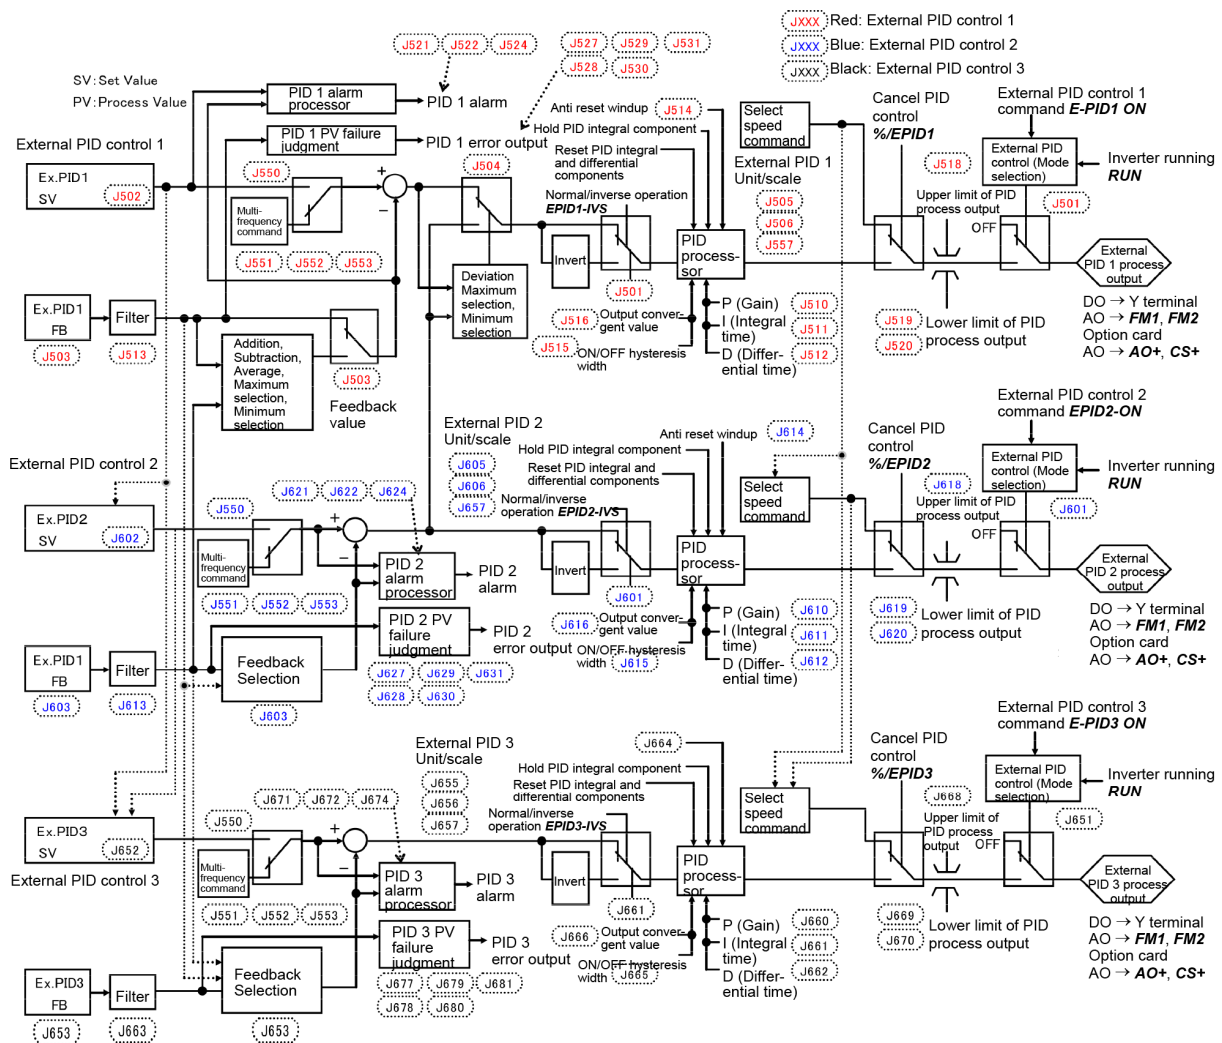 JXXX Red: External PID control 1
JXXX Blue: External PID control 2
JXXX Black: External PID control 3
SV: Set Value
PV: Process Value
J521 J522 J524
J527 J529 J531
J528 J530
PID 1 alarm
processor
PID 1 alarm
PID 1 PV failure
judgment
PID 1 error output
External PID control 1
Ex.PID1
SV
J502
J550
Multi-
frequency
command
J551 J552 J553
+
−
J504
Deviation
Maximum
selection,
Minimum
selection
Anti reset windup
J514
Hold PID integral component
Reset PID integral
and differential
components
Normal/inverse operation
EPID1-IVS
Invert
J501
PID
process-
sor
External PID 1
Unit/scale
J505
J506
J557
Select
speed
command
Cancel PID
control
%/EPID1
External PID control 1
command E-PID1 ON
External PID
control (Mode
selection)
Inverter running
RUN
J518
Upper limit of PID
process output
OFF
J501
External
PID 1 process
output
DO → Y terminal
AO → FM1, FM2
Option card
AO → AO+, CS+
J519
J520
Lower limit of PID
process output
J516
Output conver-
gent value
J515
ON/OFF hysteresis
width
P (Gain)
I (Integral
time)
D (Differ-
ential time)
J510
J511
J512
Ex.PID1
FB
J503
Filter
J513
Addition,
Subtraction,
Average,
Maximum
selection,
Minimum
selection
J503
Feedback
value
External PID control 2
Ex.PID2
SV
J602
J550
Multi-
frequency
command
J551 J552 J553
J621 J622 J624
+
−
PID 2
alarm
processor
PID 2
alarm
PID 2 PV
failure
judgment
PID 2
error output
J627 J629 J631
J628 J630
External PID 2
Unit/scale
J605
J606
J657
Normal/inverse
operation EPID2-IVS
Anti reset windup
J614
Hold PID integral component
Reset PID integral and
differential components
Invert
J601
PID
process-
sor
Select
speed
command
Cancel PID
control
%/EPID2
External PID control 2
command EPID2-ON
External PID
control (Mode
selection)
Inverter running
RUN
J618
Upper limit of PID
process output
OFF
J601
External
PID 2 process
output
DO → Y terminal
AO → FM1, FM2
Option card
AO → AO+, CS+
J619
J620
Lower limit of PID
process output
J616
Output conver-
gent value
ON/OFF hysteresis
width
J615
P (Gain)
I (Integral
time)
D (Differ-
ential time)
J610
J611
J612
Ex.PID1
FB
J603
Filter
J613
Feedback
Selection
J603
Ex.PID3
SV
J652
External PID control 3
J550
Multi-
frequency
command
J551 J552 J553
J671 J672 J674
+
−
PID 3
alarm
processor
PID 3
alarm
PID 3 PV
failure
judgment
PID 3
error output
J677 J679 J681
J678 J680
External PID 3
Unit/scale
J655
J656
J657
J664
Hold PID integral component
Reset PID integral and
differential components
Normal/inverse
operation EPID3-IVS
Invert
J661
PID
process-
sor
Select
speed
command
Cancel PID
control
%/EPID3
External PID control 3
command E-PID3 ON
External PID
control (Mode
selection)
Inverter running
RUN
J668
Upper limit of
PID process
output
OFF
J651
External
PID 3 process
output
DO → Y terminal
AO → FM1, FM2
Option card
AO → AO+, CS+
J669
J670
Lower limit of PID
process output
J666
Output conver-
gent value
ON/OFF hysteresis
width
J665
P (Gain)
I (Integral
time)
D (Differ-
ential time)
J660
J661
J662
Ex.PID3
FB
J653
Filter
J663
Feedback
Selection
J653